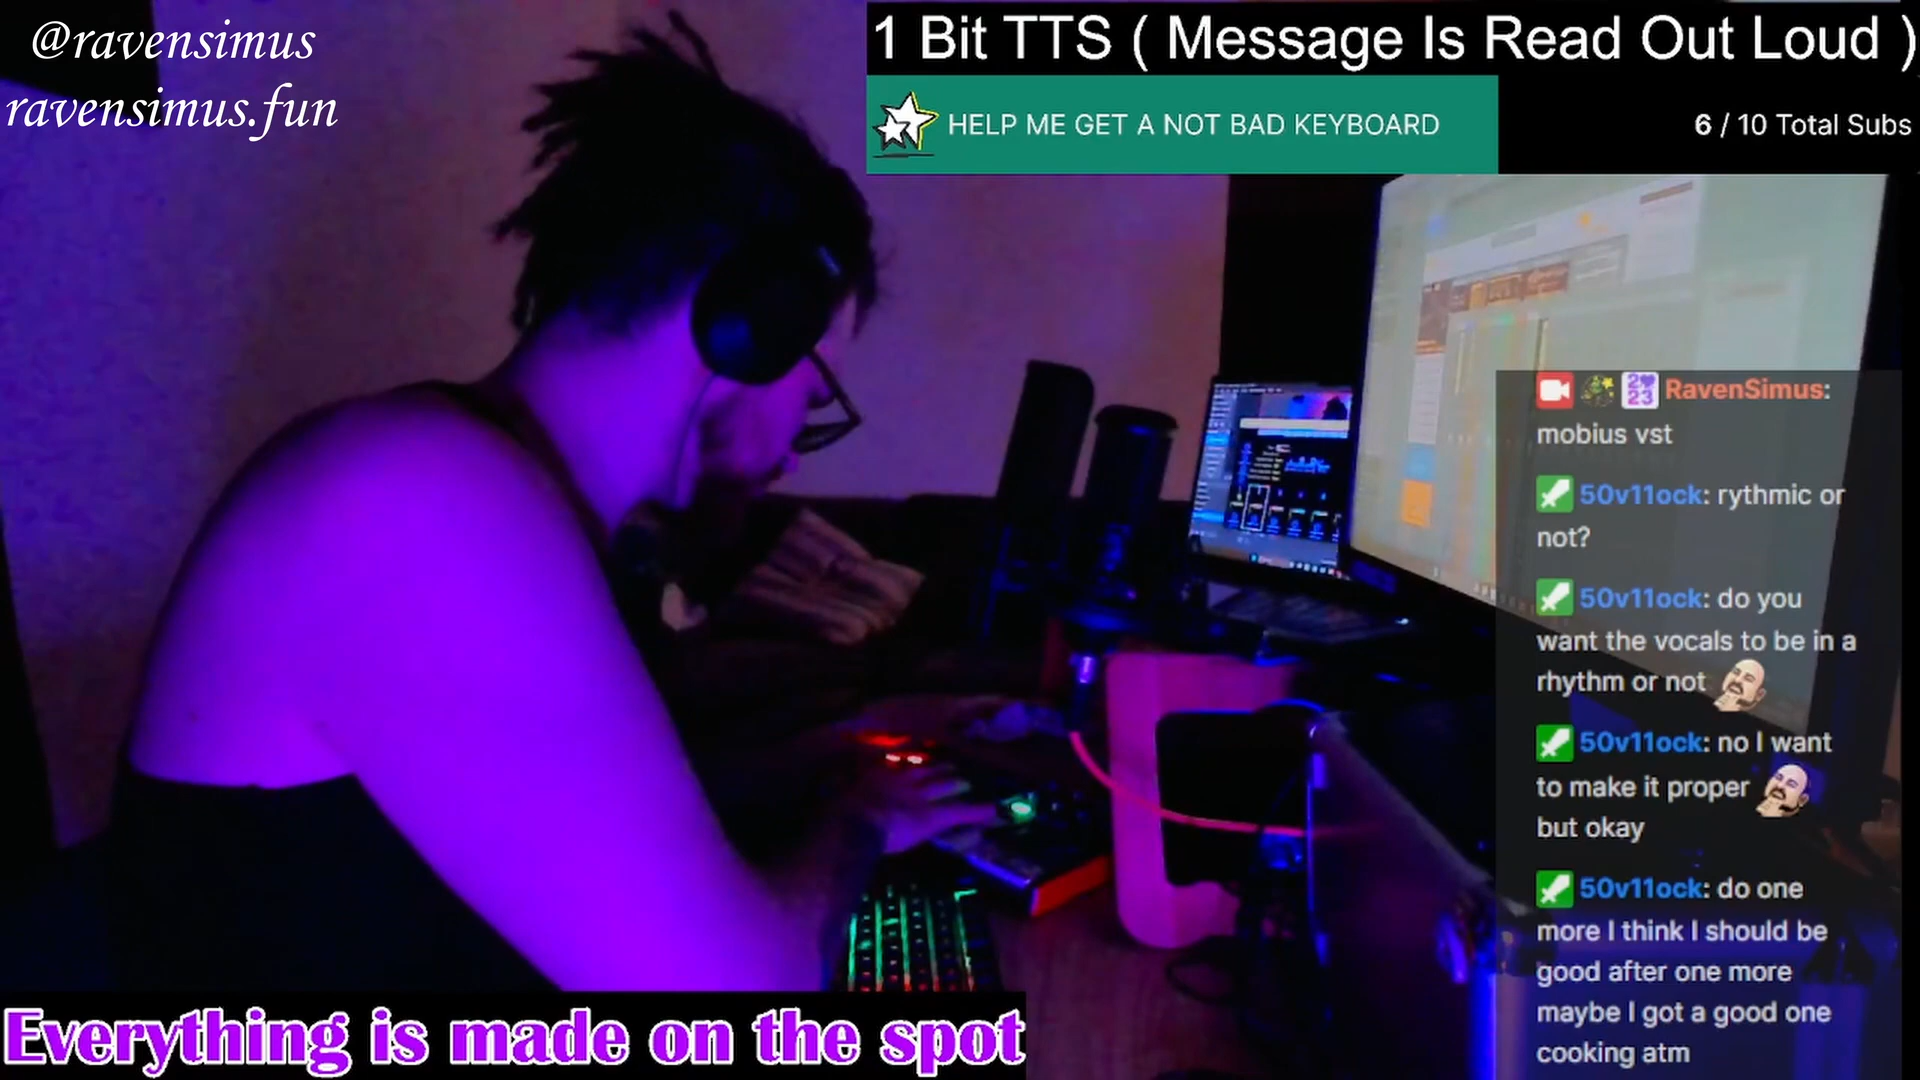 @ravensimus
ravensimus.fun
1 Bit TTS ( Message Is Read Out Loud )
HELP ME GET A NOT BAD KEYBOARD
6 / 10 Total Subs
RavenSimus:
mobius vst
50v11ock: rythmic or
not?
50v11ock: do you
want the vocals to be in a
rhythm or not
50v11ock: no I want
to make it proper
but okay
50v11ock: do one
more I think I should be
good after one more
maybe I got a good one
cooking atm
Everything is made on the spot